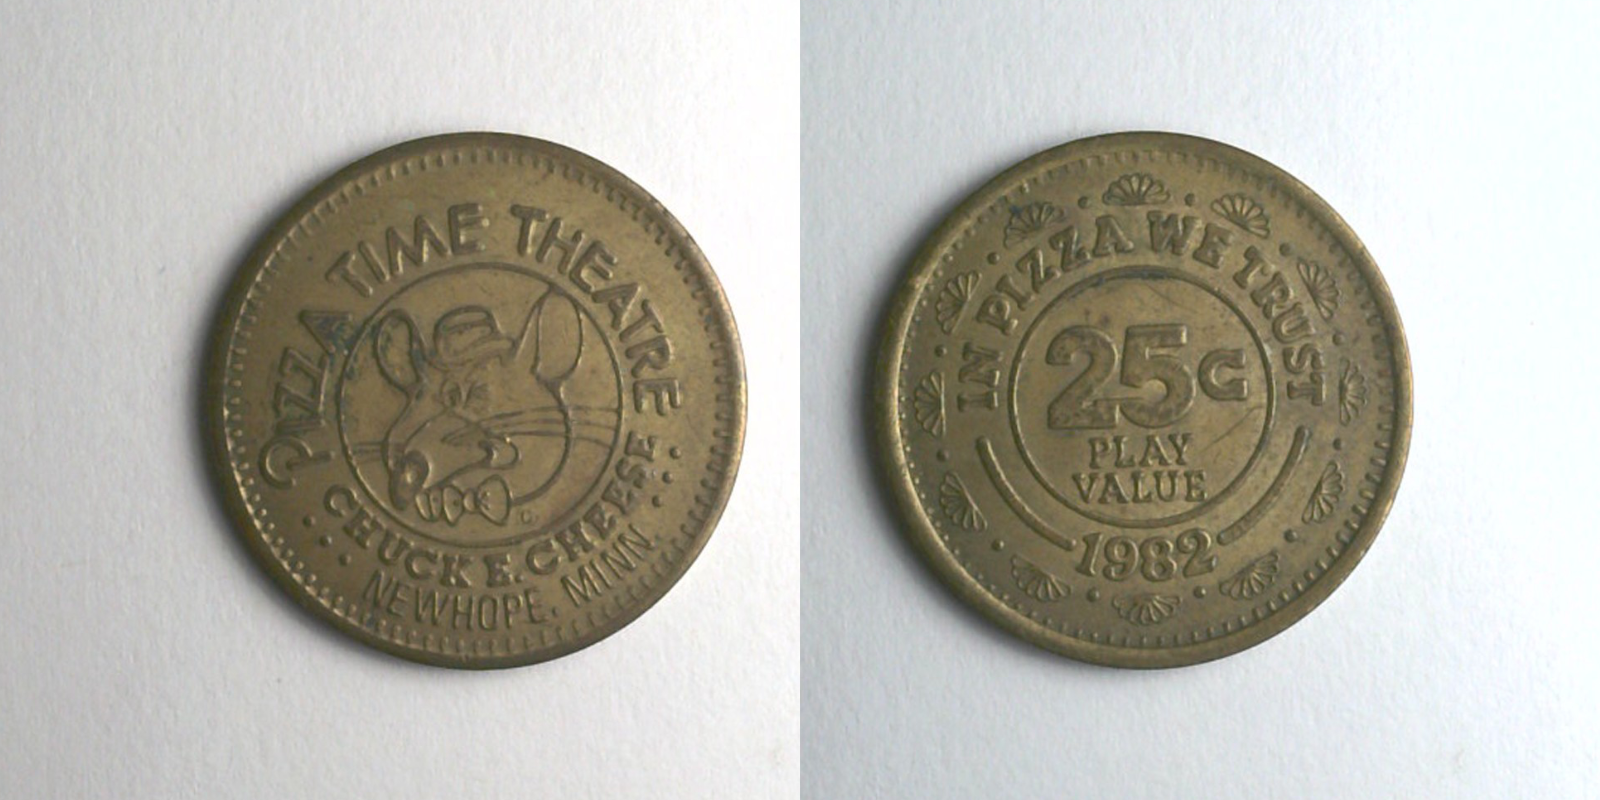 PIZZA TIME THEATRE
CHUCK E. CHEESE
NEWHOPE, MINN.
IN PIZZA WE TRUST
25¢
PLAY
VALUE
1982